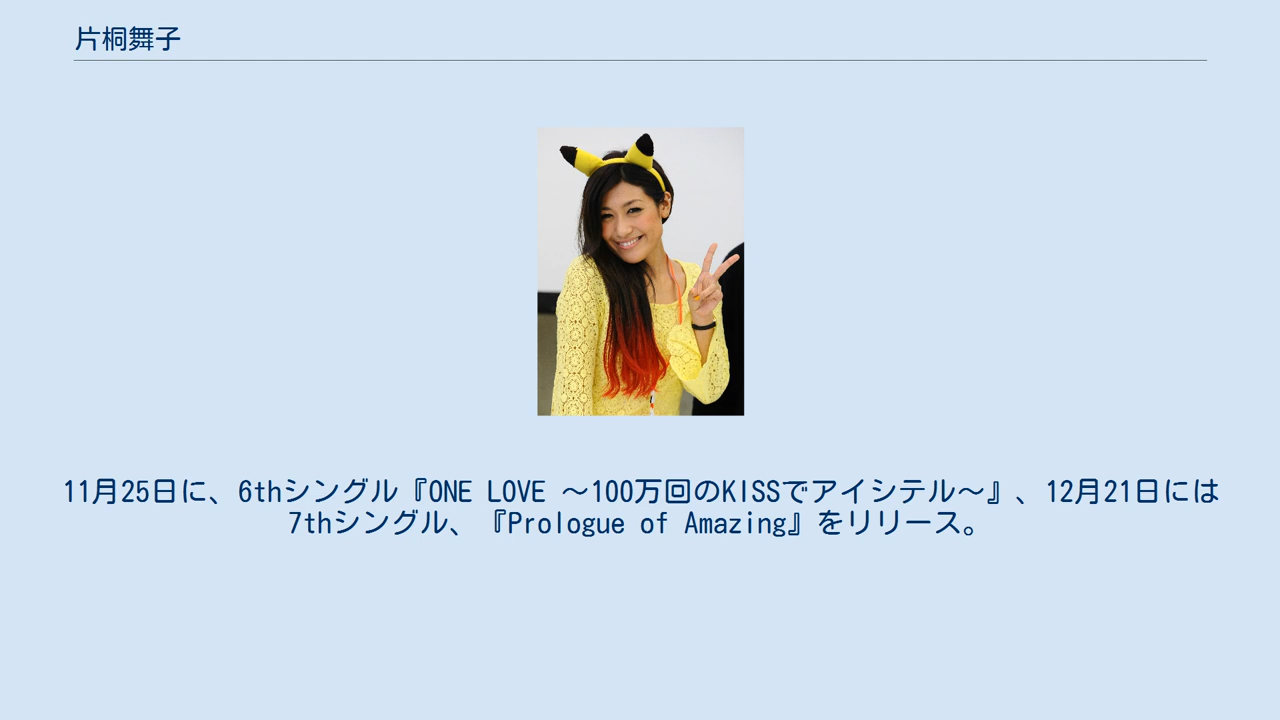 片桐舞子
11月25日に、6thシングル『ONE LOVE ～100万回のKISSでアイシテル～』、12月21日には
7thシングル、『Prologue of Amazing』をリリース。